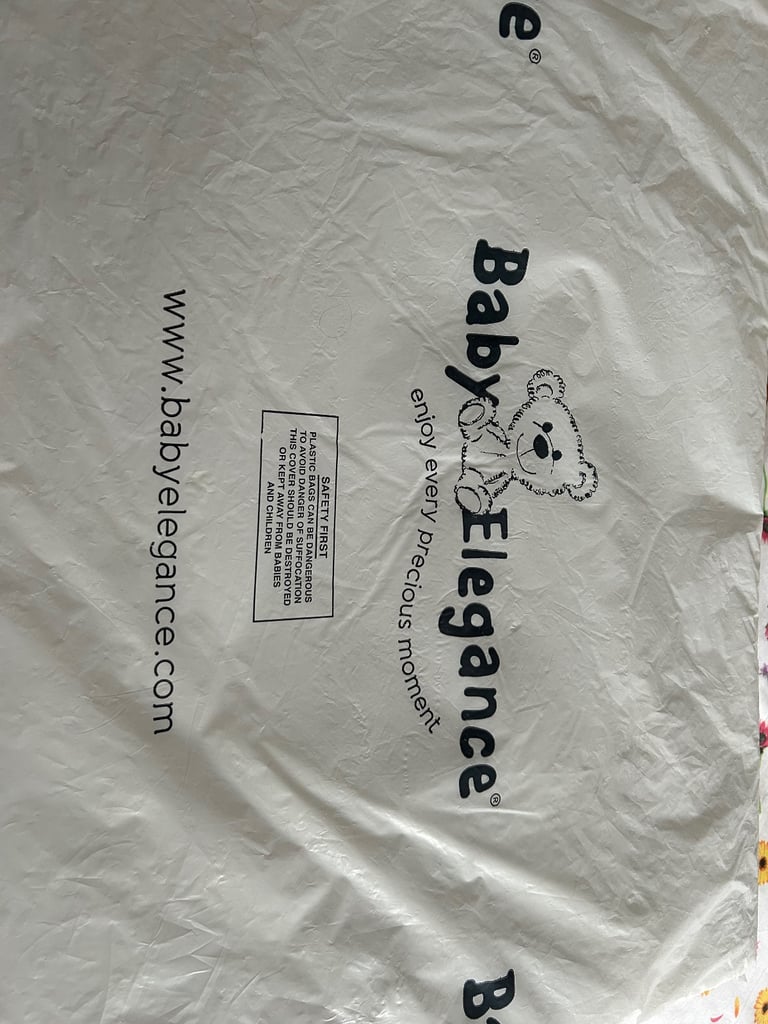 e®
Baby Elegance®
enjoy every precious moment
SAFETY FIRST
PLASTIC BAGS CAN BE DANGEROUS
TO AVOID DANGER OF SUFFOCATION
THIS COVER SHOULD BE DESTROYED
OR KEPT AWAY FROM BABIES
AND CHILDREN
www.babyelegance.com
Ba